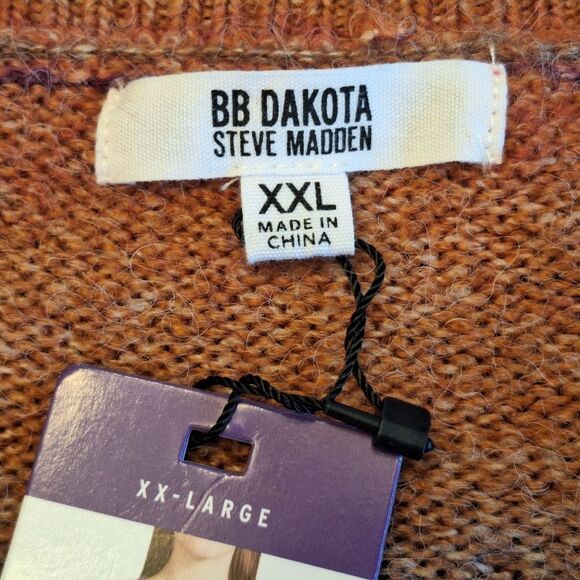 BB DAKOTA
STEVE MADDEN
XXL
MADE IN
CHINA
XX-LARGE